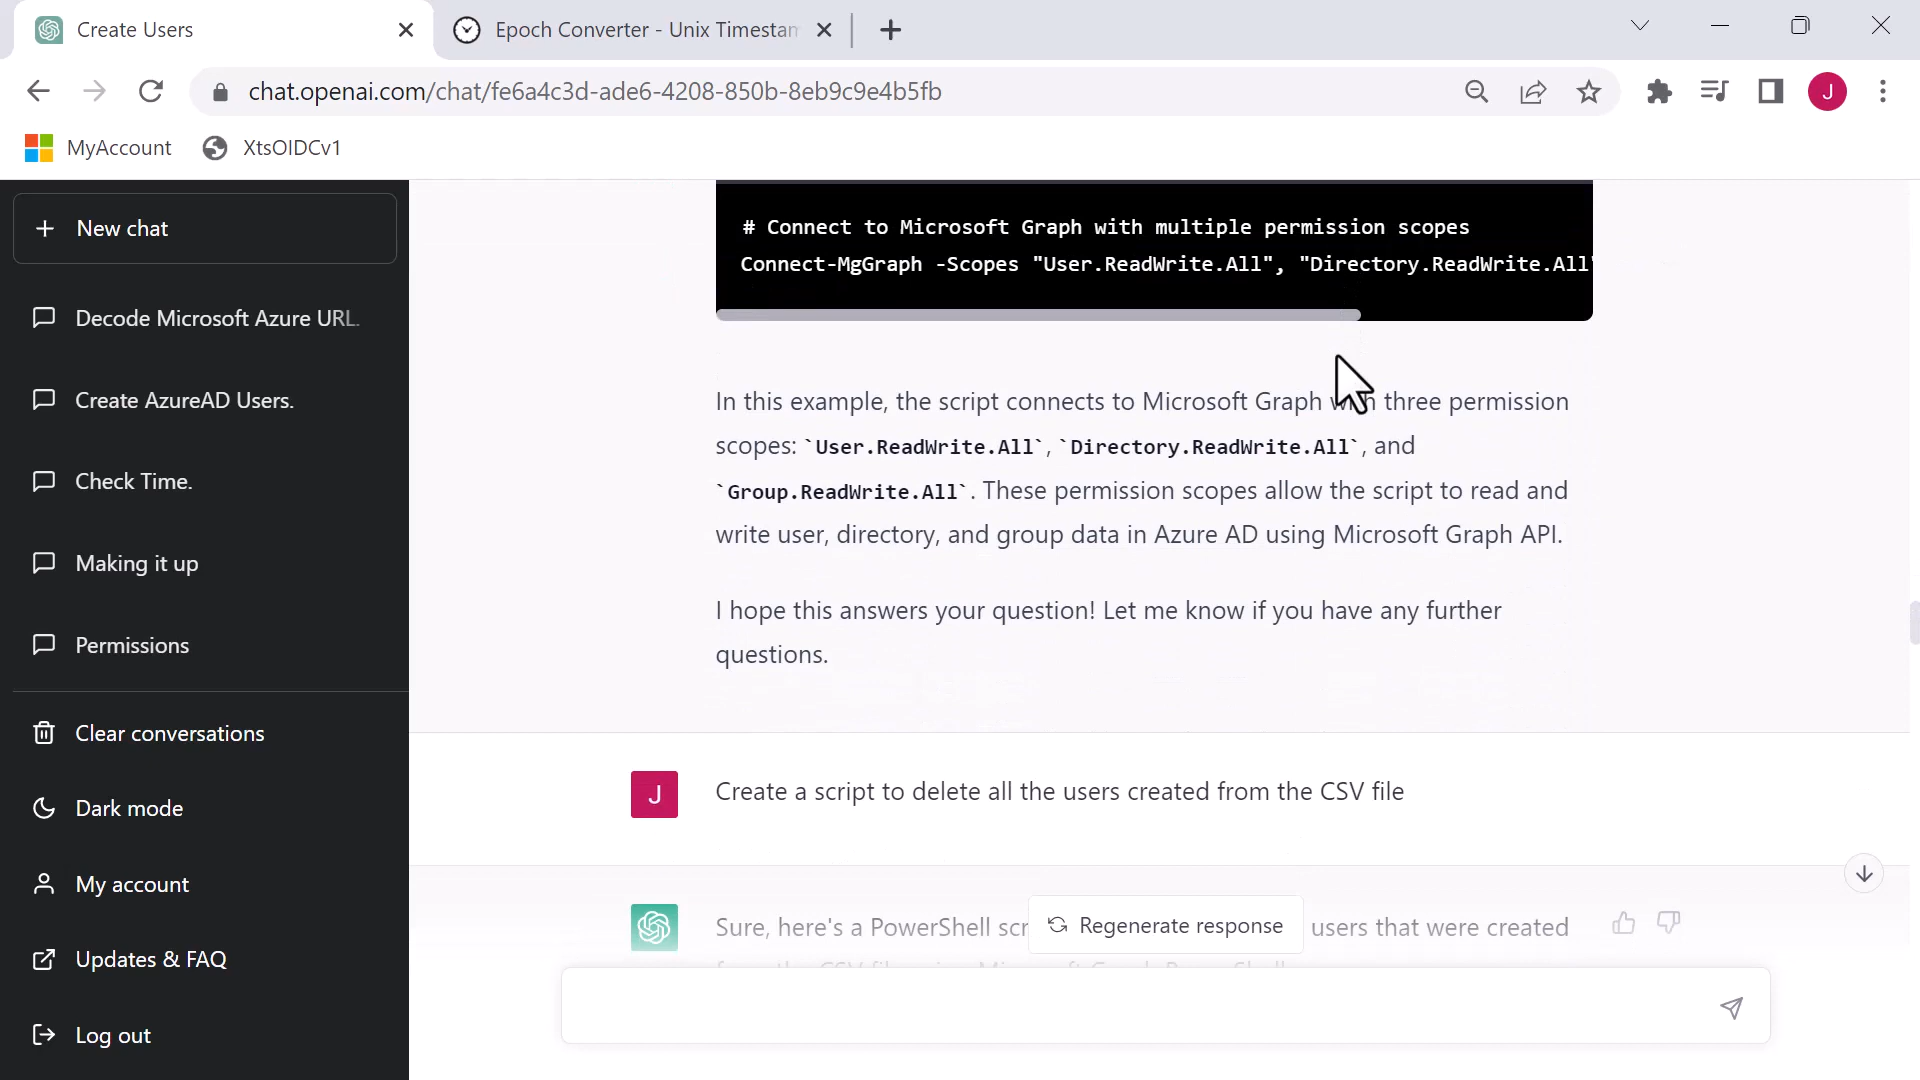 Create Users
Epoch Converter - Unix Timestam
chat.openai.com/chat/fe6a4c3d-ade6-4208-850b-8eb9c9e4b5fb
J
MyAccount
XtsOIDCv1
New chat
Decode Microsoft Azure URL.
Create AzureAD Users.
Check Time.
Making it up
Permissions
Clear conversations
Dark mode
My account
Updates & FAQ
Log out
# Connect to Microsoft Graph with multiple permission scopes
Connect-MgGraph -Scopes "User.ReadWrite.All", "Directory.ReadWrite.All"
In this example, the script connects to Microsoft Graph with three permission
scopes: `User.ReadWrite.All`, `Directory.ReadWrite.All`, and
`Group.ReadWrite.All`. These permission scopes allow the script to read and
write user, directory, and group data in Azure AD using Microsoft Graph API.
I hope this answers your question! Let me know if you have any further
questions.
J
Create a script to delete all the users created from the CSV file
Sure, here's a PowerShell scr
Regenerate response
users that were created